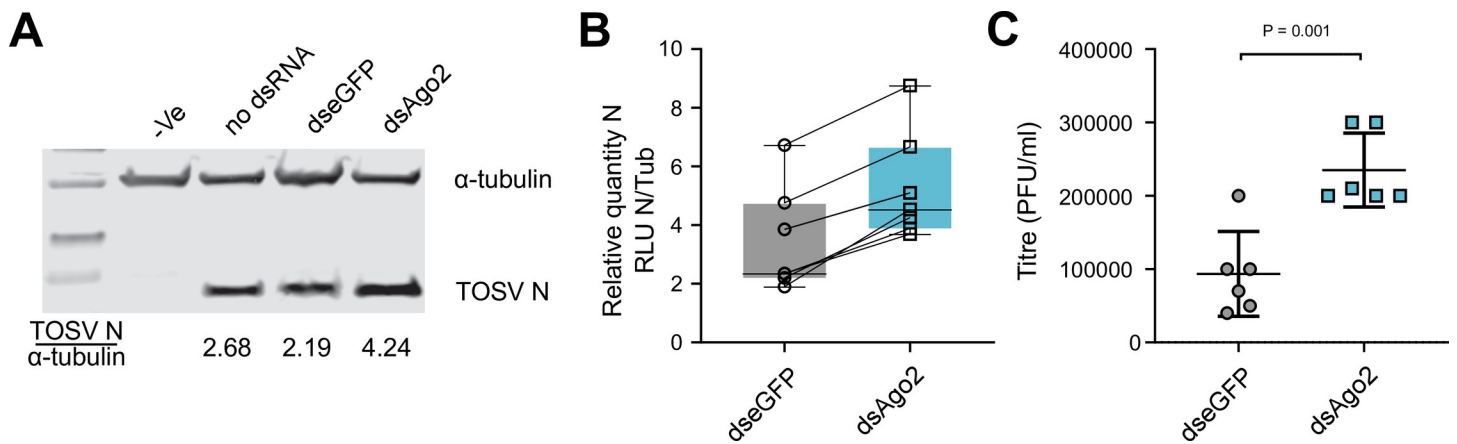 A
-Ve
no dsRNA
dseGFP
dsAgo2
α-tubulin
TOSV N
TOSV N
α-tubulin
2.68
2.19
4.24
B
Relative quantity N
RLU N/Tub
10
8
6
4
2
0
dseGFP
dsAgo2
C
P = 0.001
Titre (PFU/ml)
400000
300000
200000
100000
0
dseGFP
dsAgo2